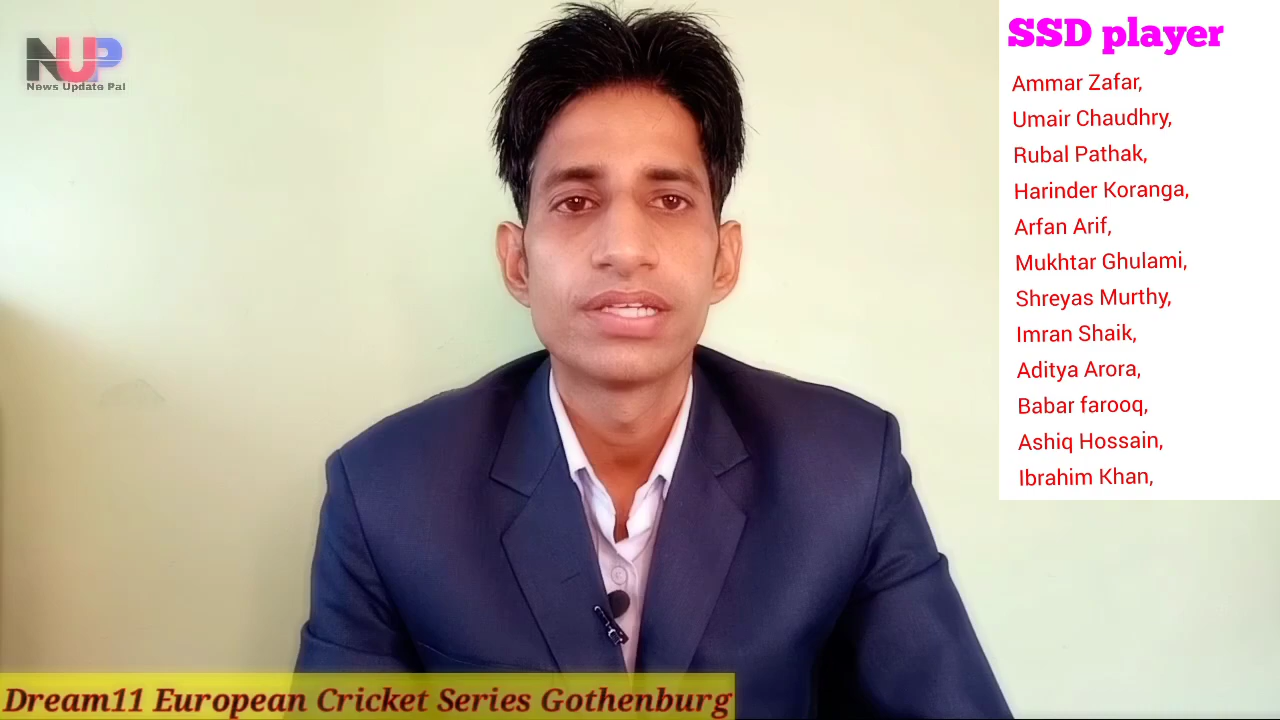 NUP
News Update Pal
SSD player
Ammar Zafar,
Umair Chaudhry,
Rubal Pathak,
Harinder Koranga,
Arfan Arif,
Mukhtar Ghulami,
Shreyas Murthy,
Imran Shaik,
Aditya Arora,
Babar farooq,
Ashiq Hossain,
Ibrahim Khan,
Dream11 European Cricket Series Gothenburg